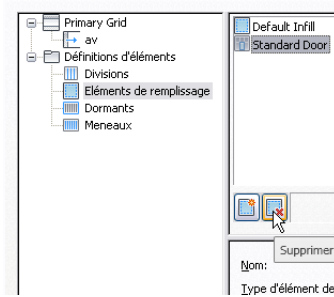 Primary Grid
av
Définitions d'éléments
Divisions
Eléments de remplissage
Dormants
Meneaux
Default Infill
Standard Door
Supprimer
Nom:
Type d'élément de